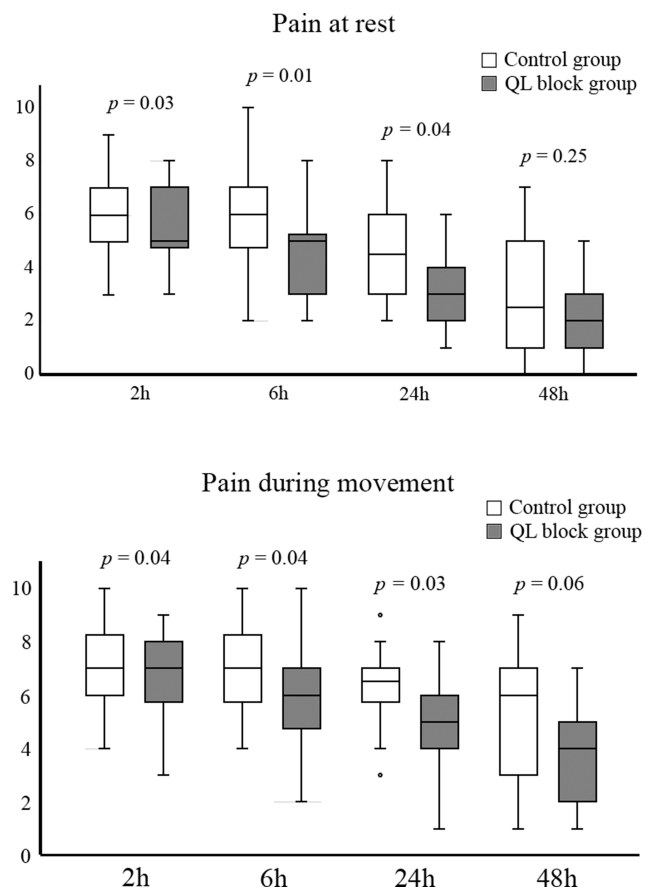 Pain at rest
Control group
QL block group
p = 0.01
p = 0.03
p = 0.04
p = 0.25
10
8
6
4
2
0
2h 6h 24h 48h
Pain during movement
Control group
QL block group
p = 0.04 p = 0.04
p = 0.03 p = 0.06
10
8
6
4
2
0
2h 6h 24h 48h